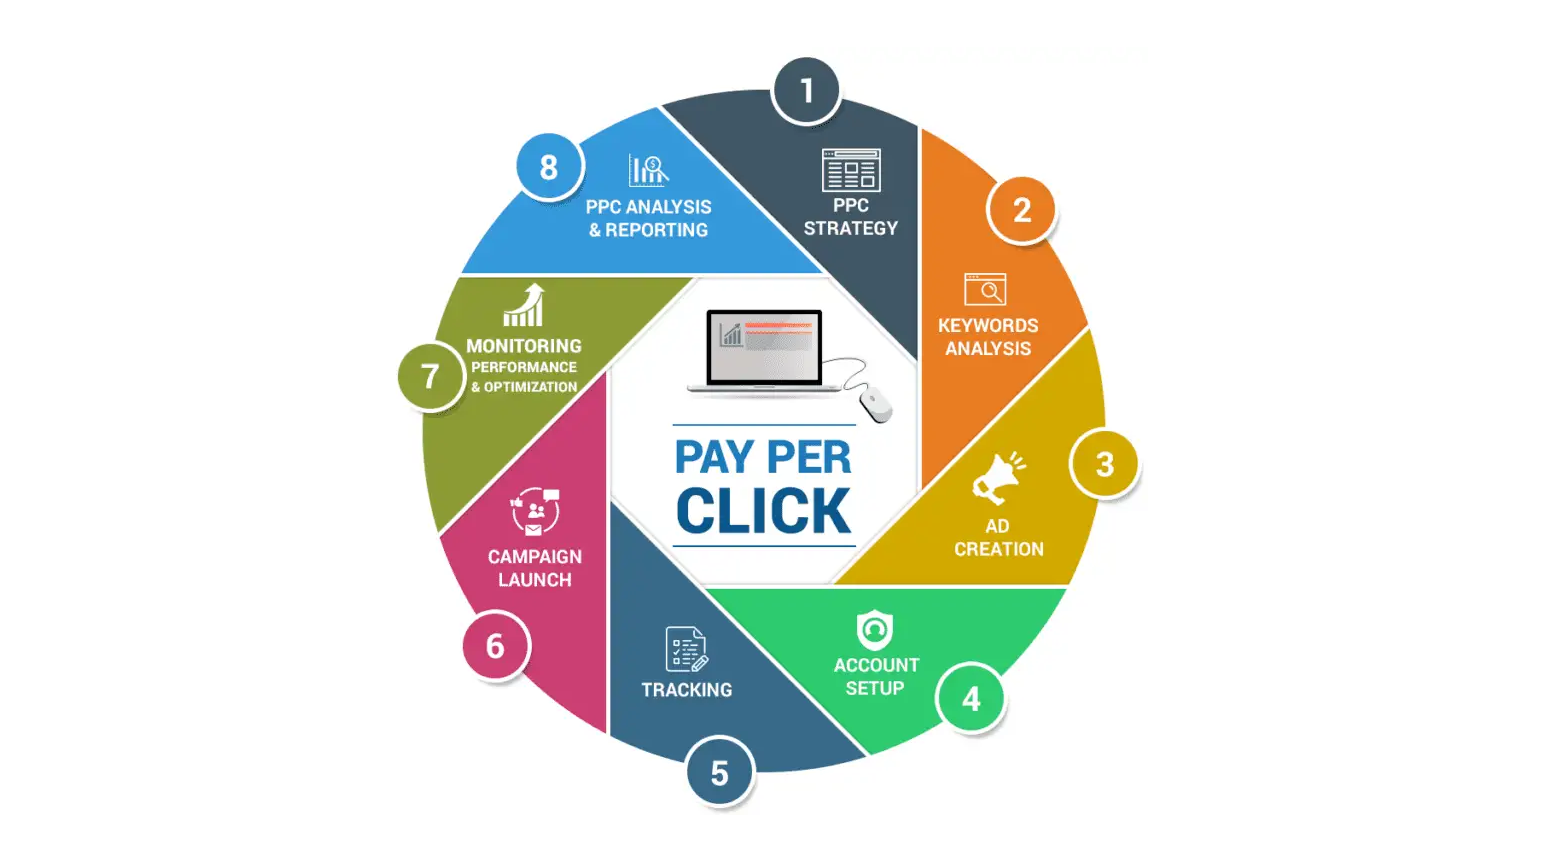 1
PPC
STRATEGY
2
KEYWORDS
ANALYSIS
3
AD
CREATION
4
ACCOUNT
SETUP
5
TRACKING
6
CAMPAIGN
LAUNCH
7
MONITORING
PERFORMANCE
& OPTIMIZATION
8
PPC ANALYSIS
& REPORTING
PAY PER
CLICK